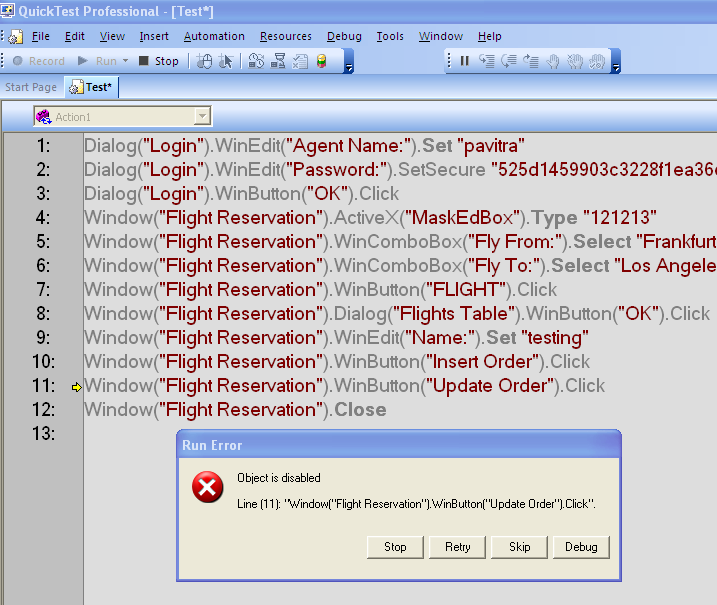 QuickTest Professional - [Test*]
File Edit View Insert Automation Resources Debug Tools Window Help
Record Run Stop
Start Page Test*
Action1
1: Dialog("Login").WinEdit("Agent Name:").Set "pavitra"
2: Dialog("Login").WinEdit("Password:").SetSecure "525d1459903c3228f1ea36
3: Dialog("Login").WinButton("OK").Click
4: Window("Flight Reservation").ActiveX("MaskEdBox").Type "121213"
5: Window("Flight Reservation").WinComboBox("Fly From:").Select "Frankfurt
6: Window("Flight Reservation").WinComboBox("Fly To:").Select "Los Angele
7: Window("Flight Reservation").WinButton("FLIGHT").Click
8: Window("Flight Reservation").Dialog("Flights Table").WinButton("OK").Click
9: Window("Flight Reservation").WinEdit("Name:").Set "testing"
10: Window("Flight Reservation").WinButton("Insert Order").Click
11: Window("Flight Reservation").WinButton("Update Order").Click
12: Window("Flight Reservation").Close
13:
Run Error
Object is disabled
Line (11): "Window("Flight Reservation").WinButton("Update Order").Click".
Stop Retry Skip Debug